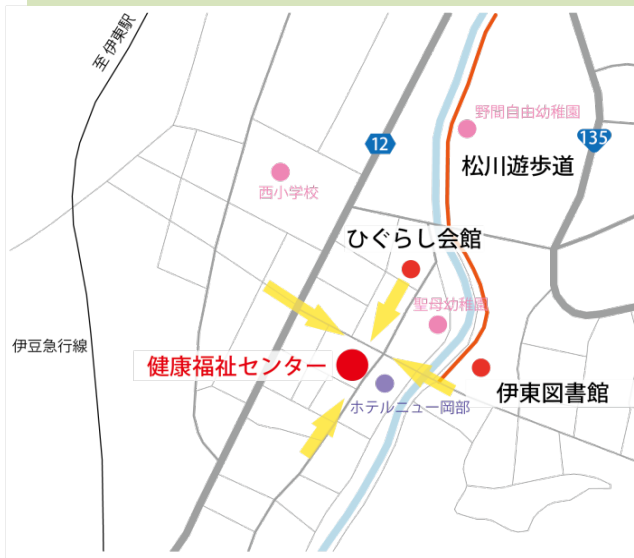 至 伊東駅
野間自由幼稚園
12
135
松川遊歩道
西小学校
ひぐらし会館
聖母幼稚園
伊豆急行線
健康福祉センター
伊東図書館
ホテルニュー岡部